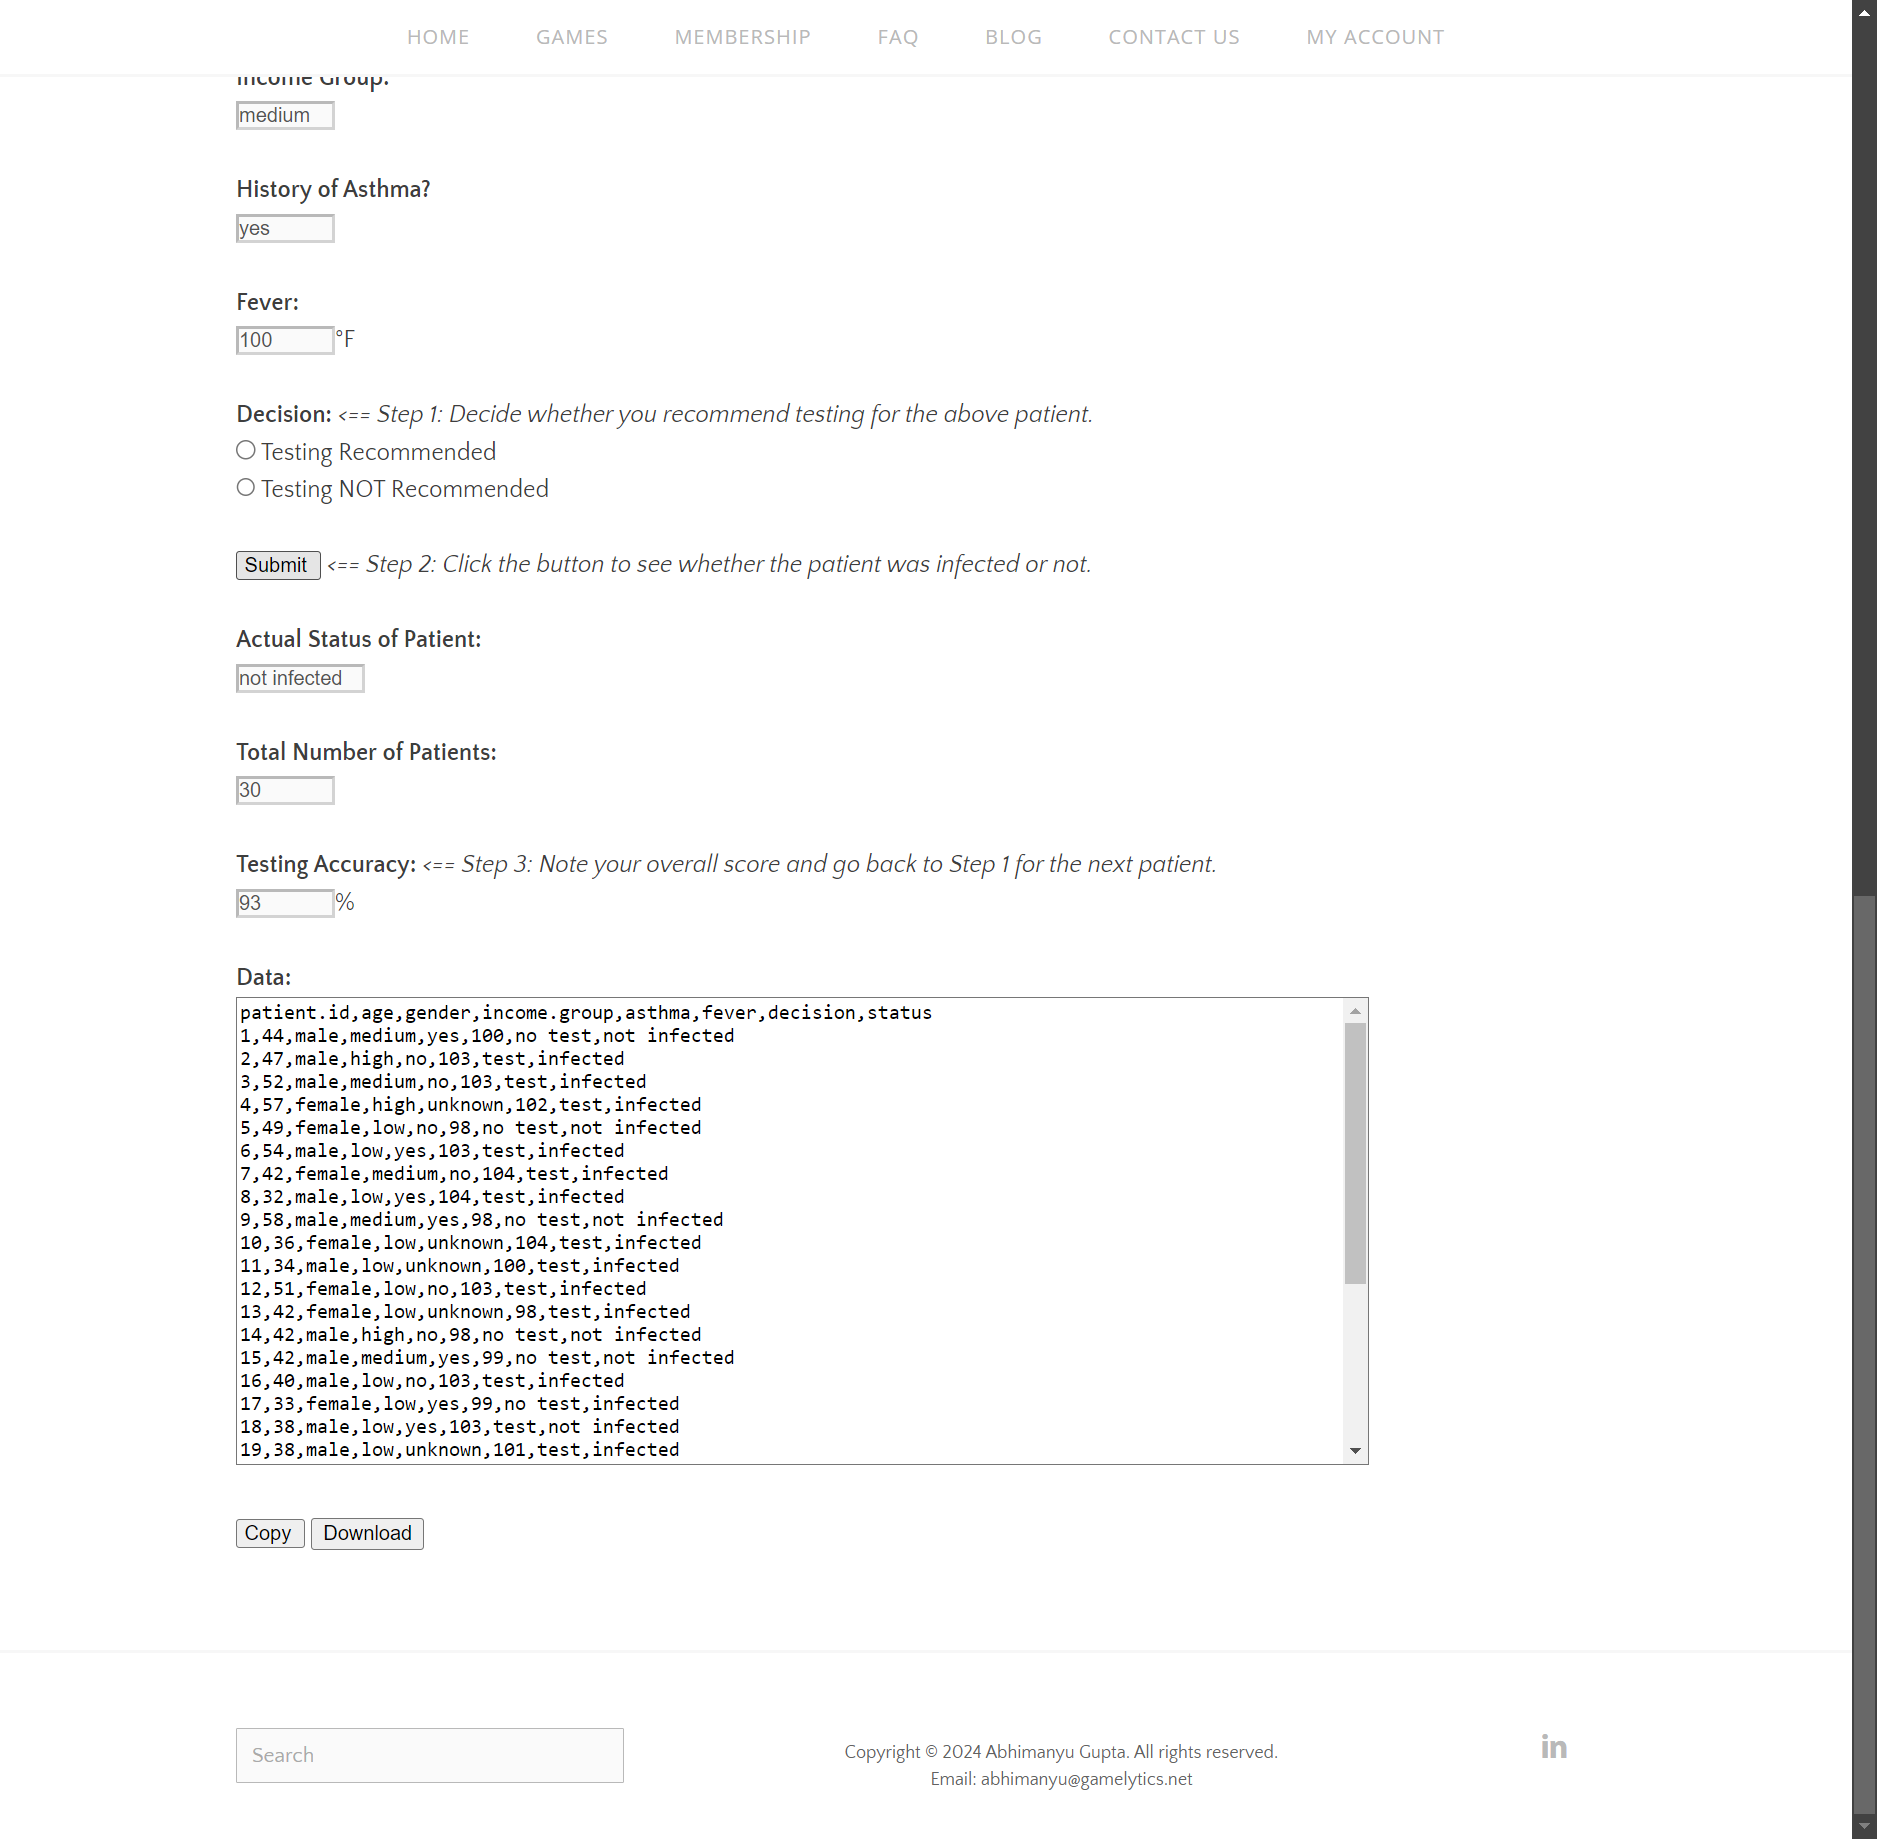 HOME GAMES MEMBERSHIP FAQ BLOG CONTACT US MY ACCOUNT
Income Group:
medium
History of Asthma?
yes
Fever:
100 °F
Decision: <== Step 1: Decide whether you recommend testing for the above patient.
Testing Recommended
Testing NOT Recommended
Submit <== Step 2: Click the button to see whether the patient was infected or not.
Actual Status of Patient:
not infected
Total Number of Patients:
30
Testing Accuracy: <== Step 3: Note your overall score and go back to Step 1 for the next patient.
93 %
Data:
patient.id,age,gender,income.group,asthma,fever,decision,status
1,44,male,medium,yes,100,no test,not infected
2,47,male,high,no,103,test,infected
3,52,male,medium,no,103,test,infected
4,57,female,high,unknown,102,test,infected
5,49,female,low,no,98,no test,not infected
6,54,male,low,yes,103,test,infected
7,42,female,medium,no,104,test,infected
8,32,male,low,yes,104,test,infected
9,58,male,medium,yes,98,no test,not infected
10,36,female,low,unknown,104,test,infected
11,34,male,low,unknown,100,test,infected
12,51,female,low,no,103,test,infected
13,42,female,low,unknown,98,test,infected
14,42,male,high,no,98,no test,not infected
15,42,male,medium,yes,99,no test,not infected
16,40,male,low,no,103,test,infected
17,33,female,low,yes,99,no test,infected
18,38,male,low,yes,103,test,not infected
19,38,male,low,unknown,101,test,infected
Copy Download
Search
Copyright © 2024 Abhimanyu Gupta. All rights reserved.
Email: abhimanyu@gamelytics.net
in